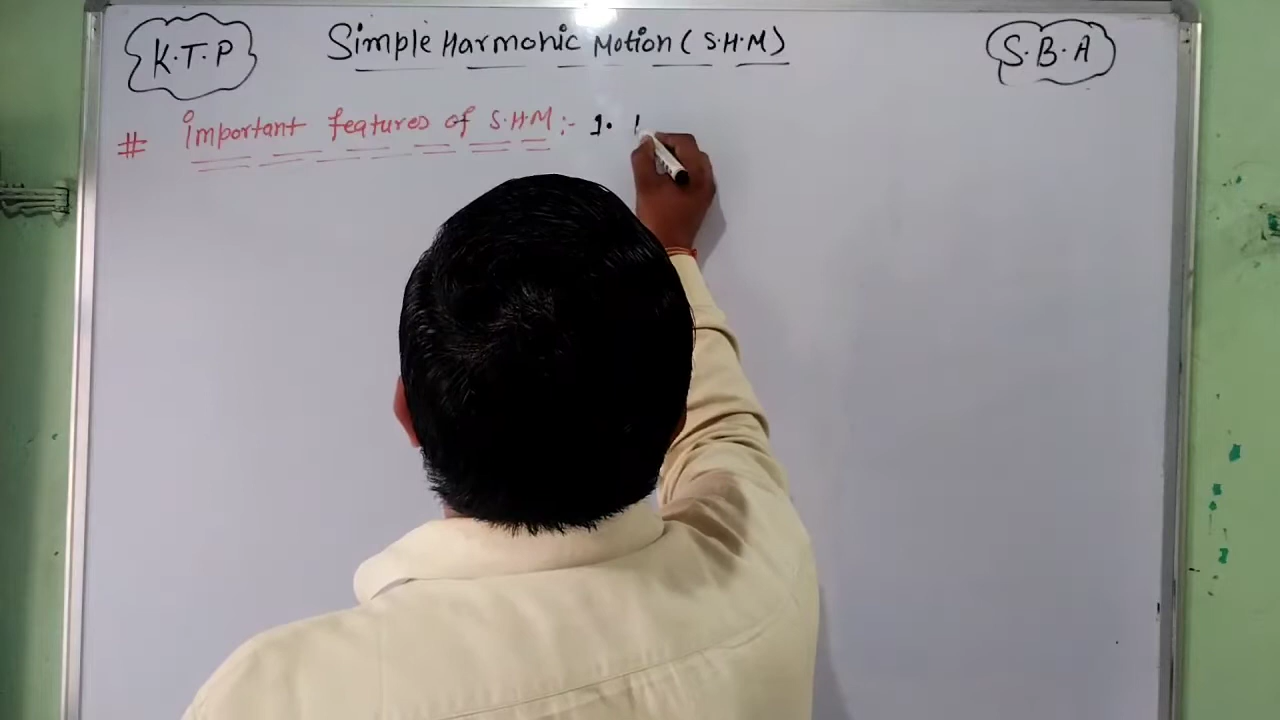 K.T.P
Simple Harmonic Motion (S.H.M)
S.B.A
# important features of S.H.M :- 1.